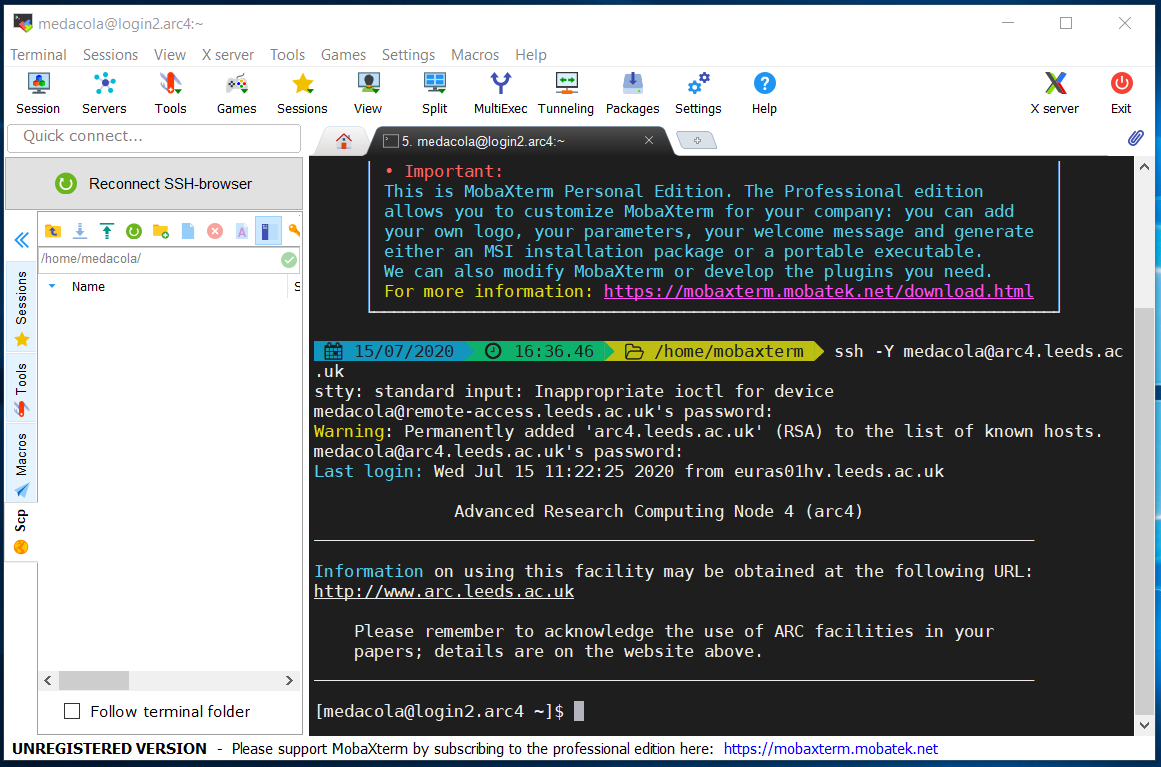 medacola@login2.arc4:~
Terminal Sessions View X server Tools Games Settings Macros Help
Session Servers Tools Games Sessions View Split MultiExec Tunneling Packages Settings Help X server Exit
Quick connect...
5. medacola@login2.arc4:~
Reconnect SSH-browser
/home/medacola/
Name S
Sessions
Tools
Macros
Scp
Follow terminal folder
• Important:
This is MobaXterm Personal Edition. The Professional edition
allows you to customize MobaXterm for your company: you can add
your own logo, your parameters, your welcome message and generate
either an MSI installation package or a portable executable.
We can also modify MobaXterm or develop the plugins you need.
For more information: https://mobaxterm.mobatek.net/download.html
15/07/2020 16:36.46 /home/mobaxterm ssh -Y medacola@arc4.leeds.ac
.uk
stty: standard input: Inappropriate ioctl for device
medacola@remote-access.leeds.ac.uk's password:
Warning: Permanently added 'arc4.leeds.ac.uk' (RSA) to the list of known hosts.
medacola@arc4.leeds.ac.uk's password:
Last login: Wed Jul 15 11:22:25 2020 from euras01hv.leeds.ac.uk
Advanced Research Computing Node 4 (arc4)
Information on using this facility may be obtained at the following URL:
http://www.arc.leeds.ac.uk
Please remember to acknowledge the use of ARC facilities in your
papers; details are on the website above.
[medacola@login2.arc4 ~]$
UNREGISTERED VERSION - Please support MobaXterm by subscribing to the professional edition here: https://mobaxterm.mobatek.net